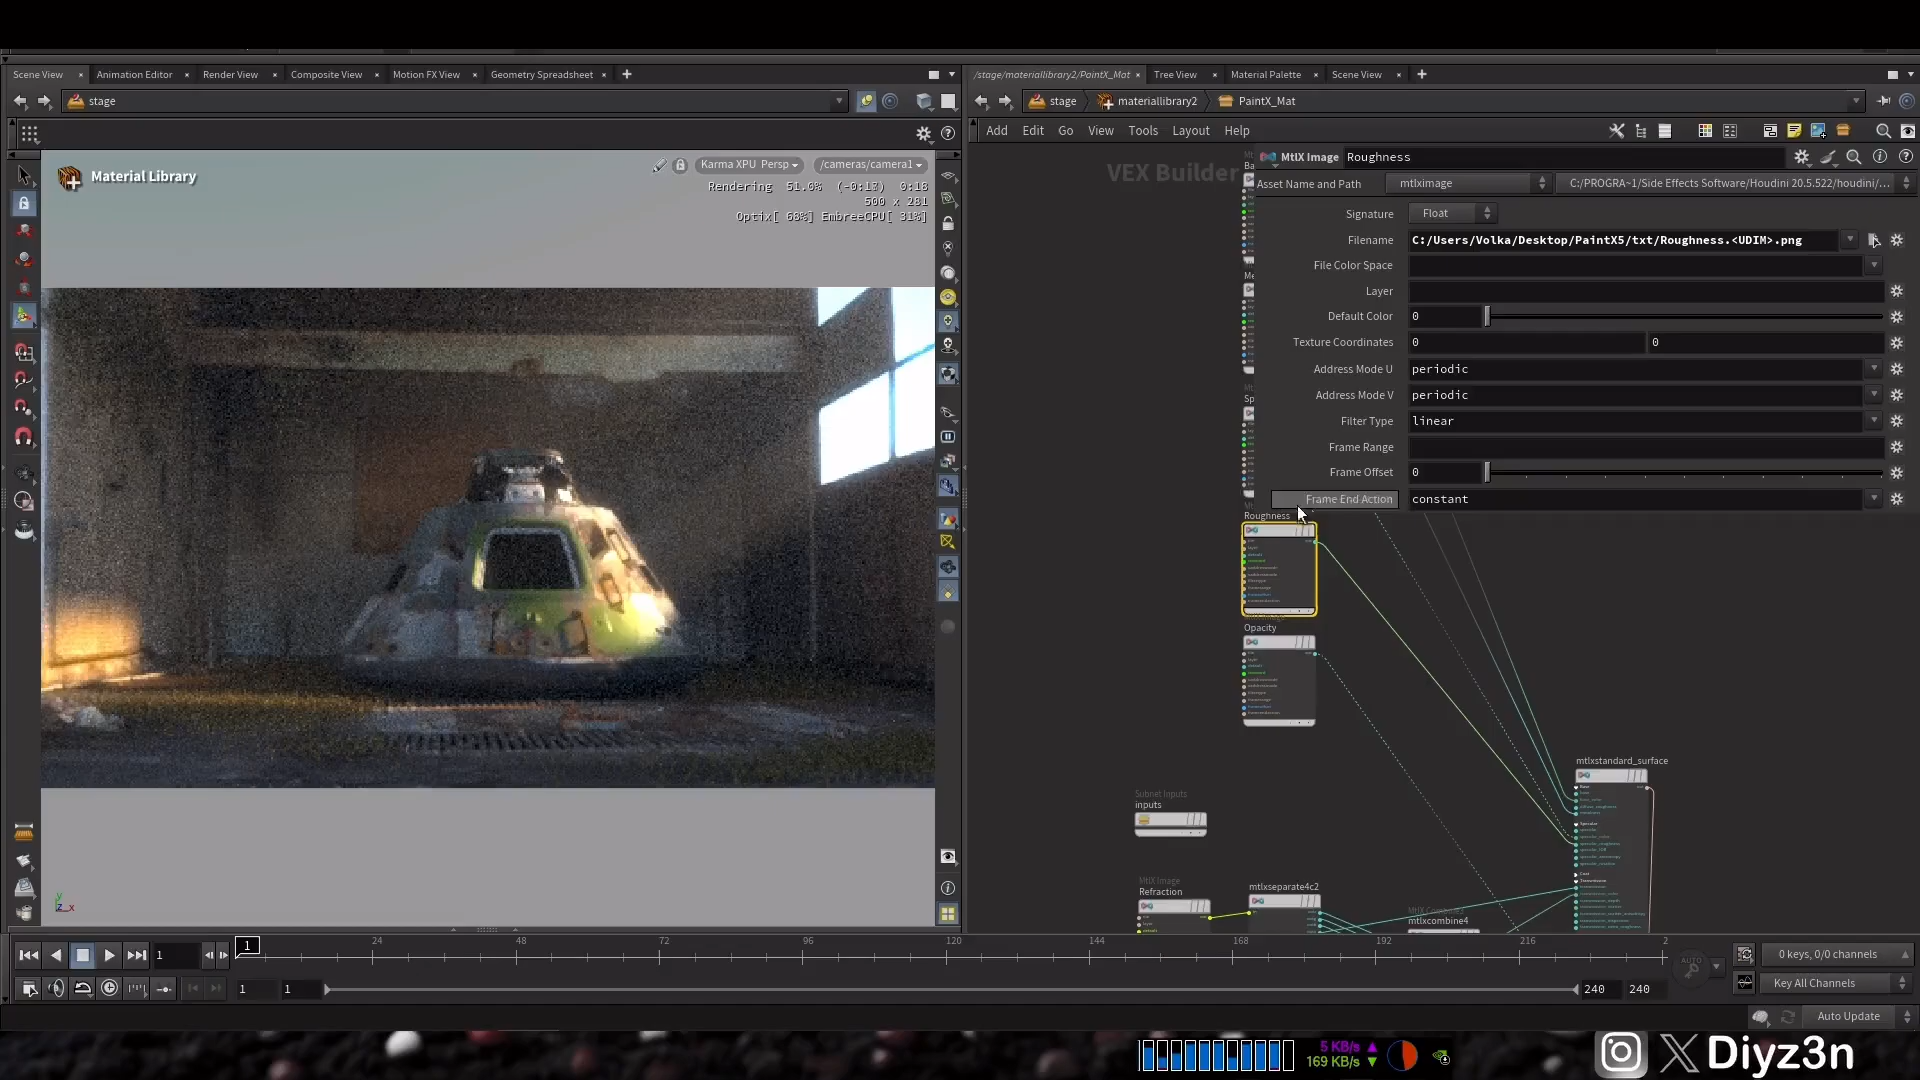 Scene View
Animation Editor
Render View
Composite View
Motion FX View
Geometry Spreadsheet
/stage/materiallibrary2/PaintX_Mat
Tree View
Material Palette
Scene View
stage
stage
materiallibrary2
PaintX_Mat
Add
Edit
Go
View
Tools
Layout
Help
Material Library
Karma XPU Persp
/cameras/camera1
Rendering 51.0% (-0:17) 0:18
500 x 281
Optix[ 68%] EmbreeCPU[ 31%]
VEX Builder
MtlX Image
Roughness
Asset Name and Path
mtlximage
C:/PROGRA~1/Side Effects Software/Houdini 20.5.522/houdini/...
Signature
Float
Filename
C:/Users/Volka/Desktop/PaintX5/txt/Roughness.<UDIM>.png
File Color Space
Layer
Default Color
0
Texture Coordinates
0
0
Address Mode U
periodic
Address Mode V
periodic
Filter Type
linear
Frame Range
Frame Offset
0
Frame End Action
constant
Roughness
Opacity
mtlxstandard_surface
Subnet Inputs
inputs
MtlX Image
Refraction
mtlxseparate4c2
mtlxcombine4
1
1
24
48
72
96
120
144
168
192
216
2
0 keys, 0/0 channels
AUTO
1
1
240
240
Key All Channels
Auto Update
5 KB/s
169 KB/s
Diyz3n